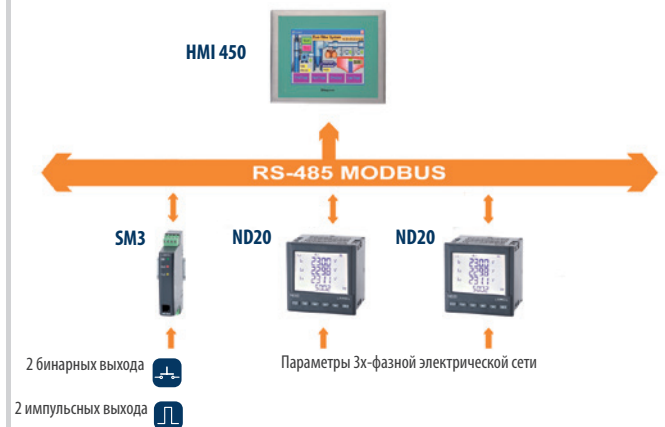 HMI 450
RS-485 MODBUS
SM3
ND20
ND20
2 бинарных выхода
Параметры 3х-фазной электрической сети
2 импульсных выхода